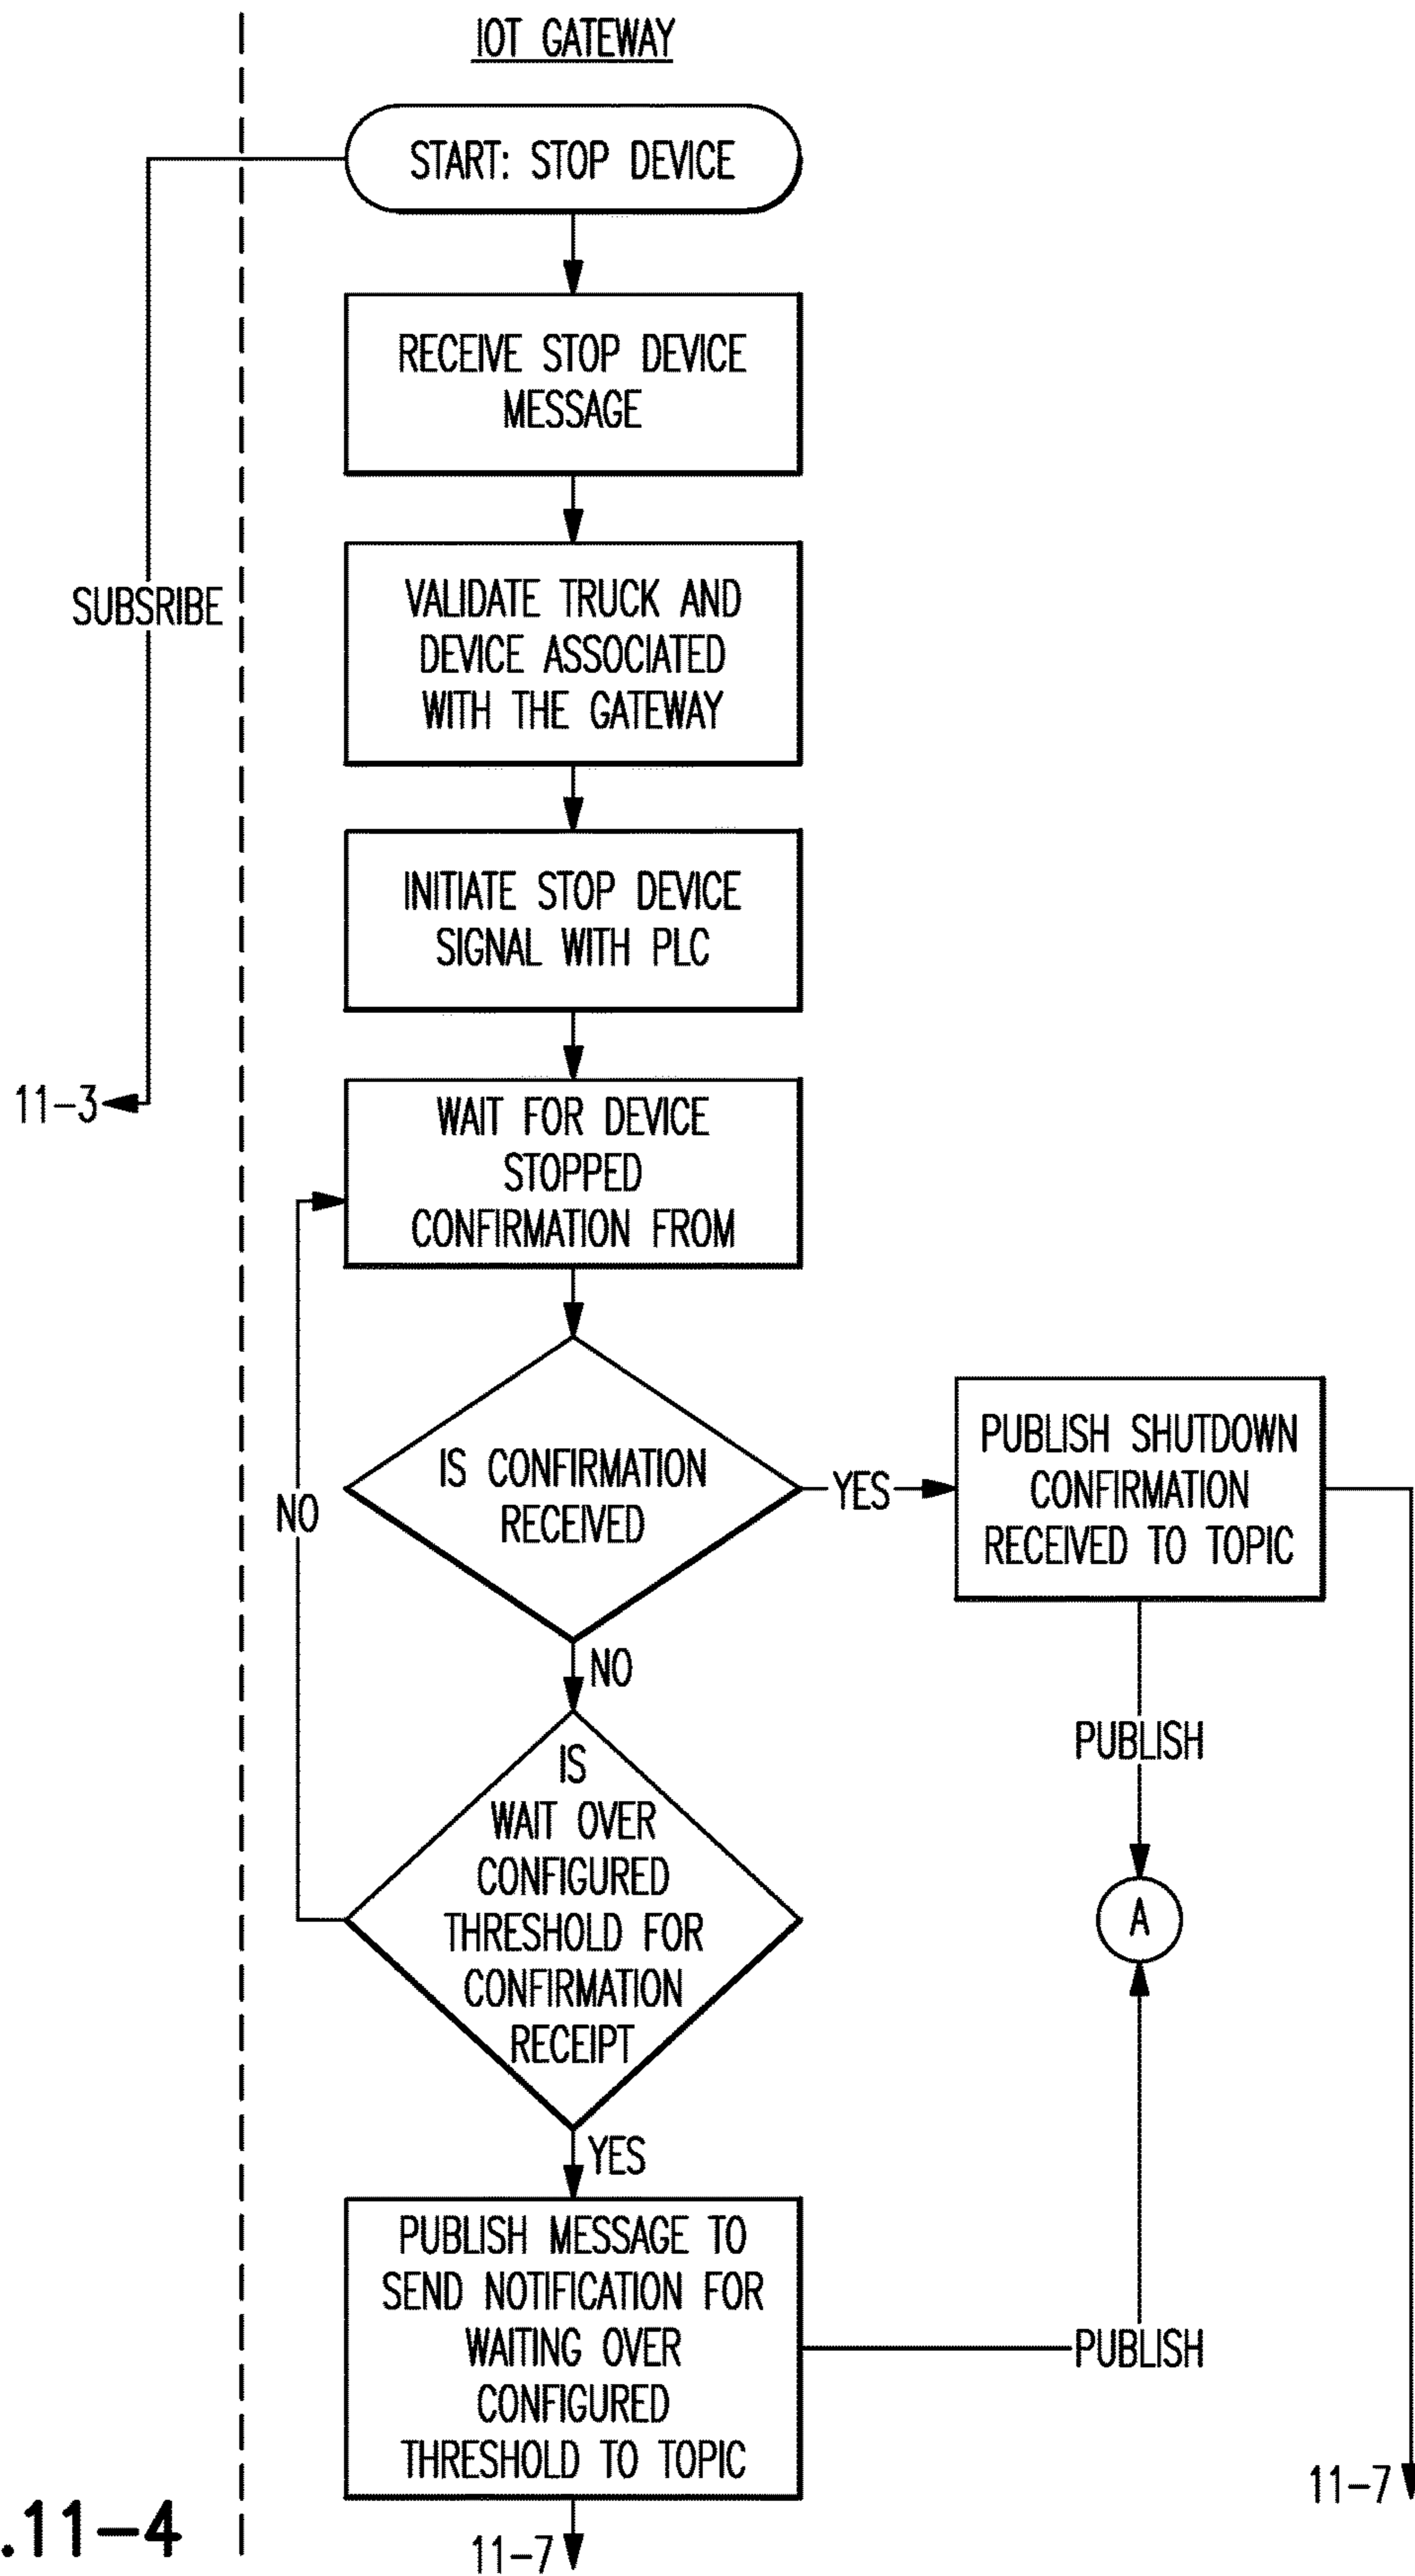 IOT GATEWAY
START: STOP DEVICE
RECEIVE STOP DEVICE
MESSAGE
SUBSRIBE
VALIDATE TRUCK AND
DEVICE ASSOCIATED
WITH THE GATEWAY
INITIATE STOP DEVICE
SIGNAL WITH PLC
11-3
WAIT FOR DEVICE
STOPPED
CONFIRMATION FROM
IS CONFIRMATION
RECEIVED
YES
PUBLISH SHUTDOWN
CONFIRMATION
RECEIVED TO TOPIC
NO
NO
PUBLISH
IS
WAIT OVER
CONFIGURED
THRESHOLD FOR
CONFIRMATION
RECEIPT
A
YES
PUBLISH MESSAGE TO
SEND NOTIFICATION FOR
WAITING OVER
CONFIGURED
THRESHOLD TO TOPIC
PUBLISH
11-7
11-7
.11-4